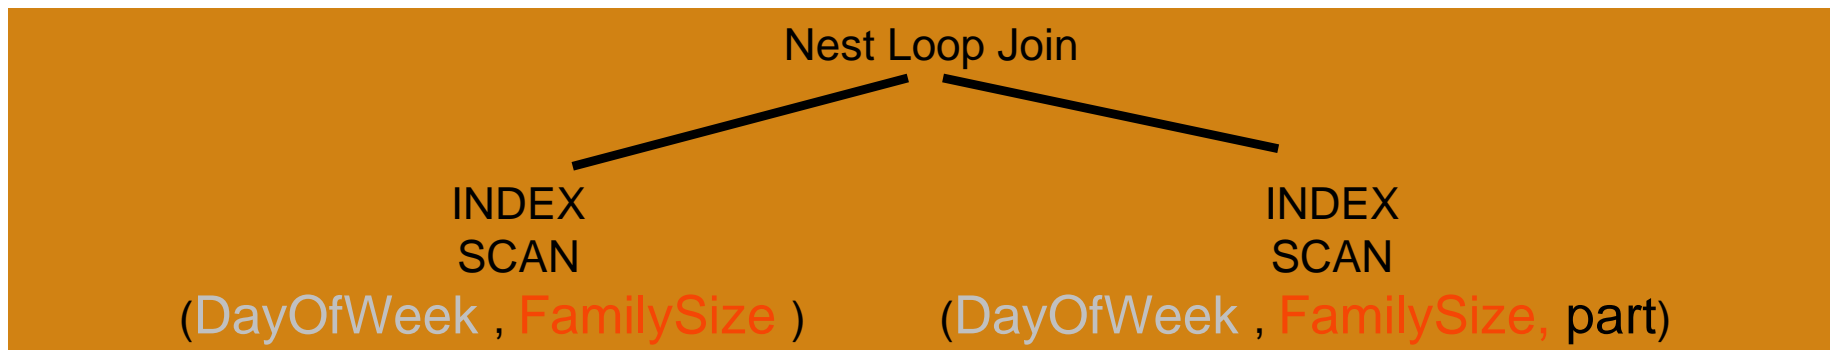 Nest Loop Join
INDEX
SCAN
(DayOfWeek , FamilySize )
INDEX
SCAN
(DayOfWeek , FamilySize, part)